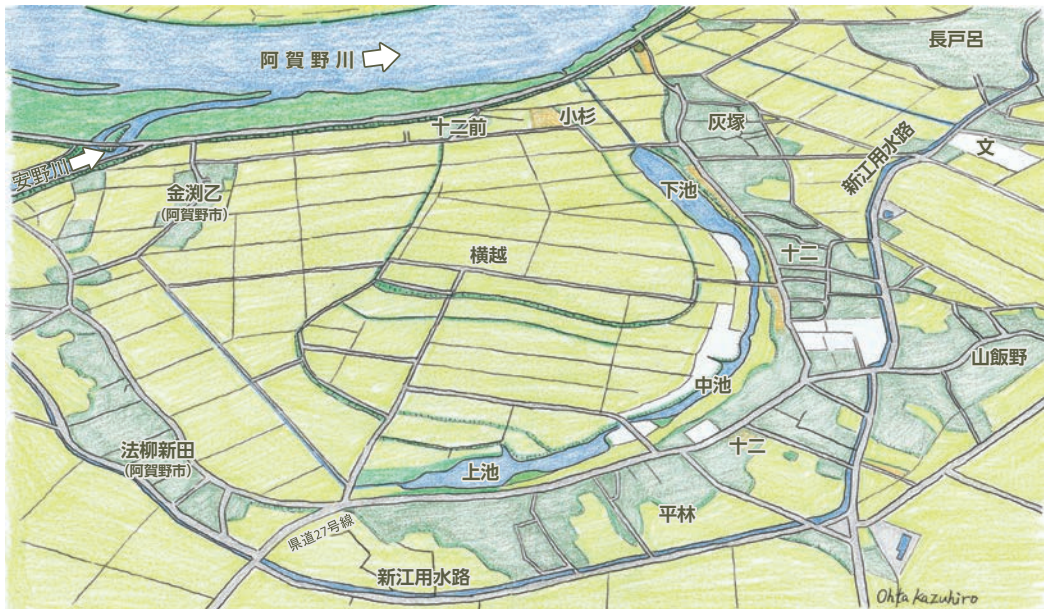 長戸呂
阿賀野川
小杉
十二前
灰塚
文
新江用水路
安野川
下池
金渕乙
(阿賀野市)
横越
十二
山飯野
中池
法柳新田
(阿賀野市)
十二
上池
平林
県道27号線
新江用水路
Ohta Kazuhiro